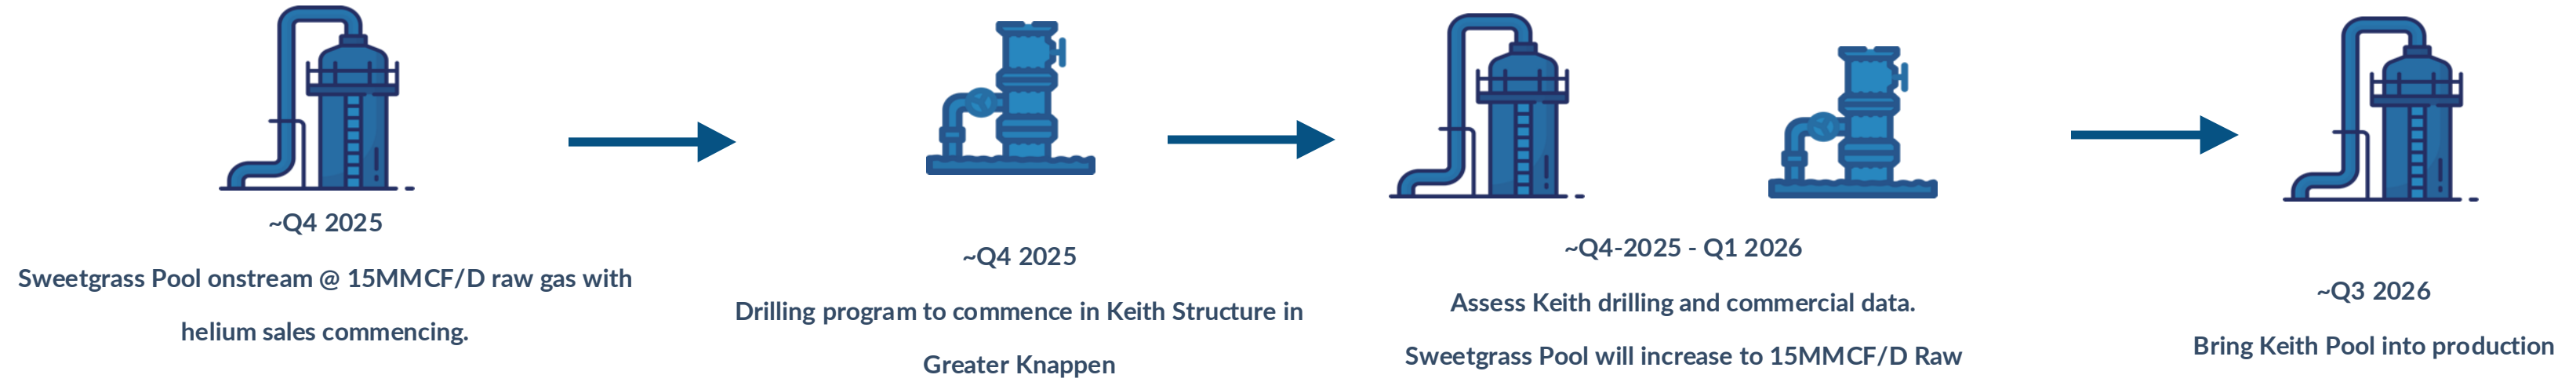 ~Q4 2025
Sweetgrass Pool onstream @ 15MMCF/D raw gas with
helium sales commencing.
~Q4 2025
Drilling program to commence in Keith Structure in
Greater Knappen
~Q4-2025 - Q1 2026
Assess Keith drilling and commercial data.
Sweetgrass Pool will increase to 15MMCF/D Raw
~Q3 2026
Bring Keith Pool into production